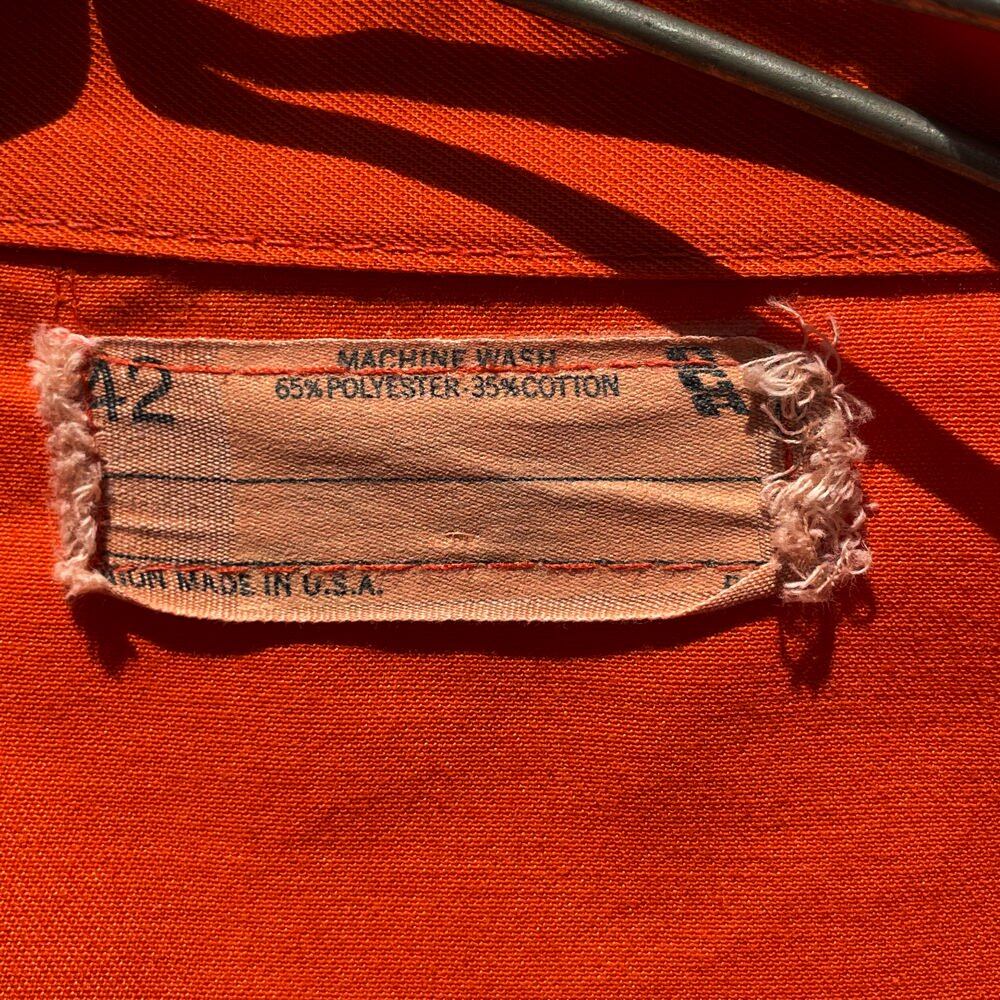 42
MACHINE WASH
65% POLYESTER-35% COTTON
MADE IN U.S.A.